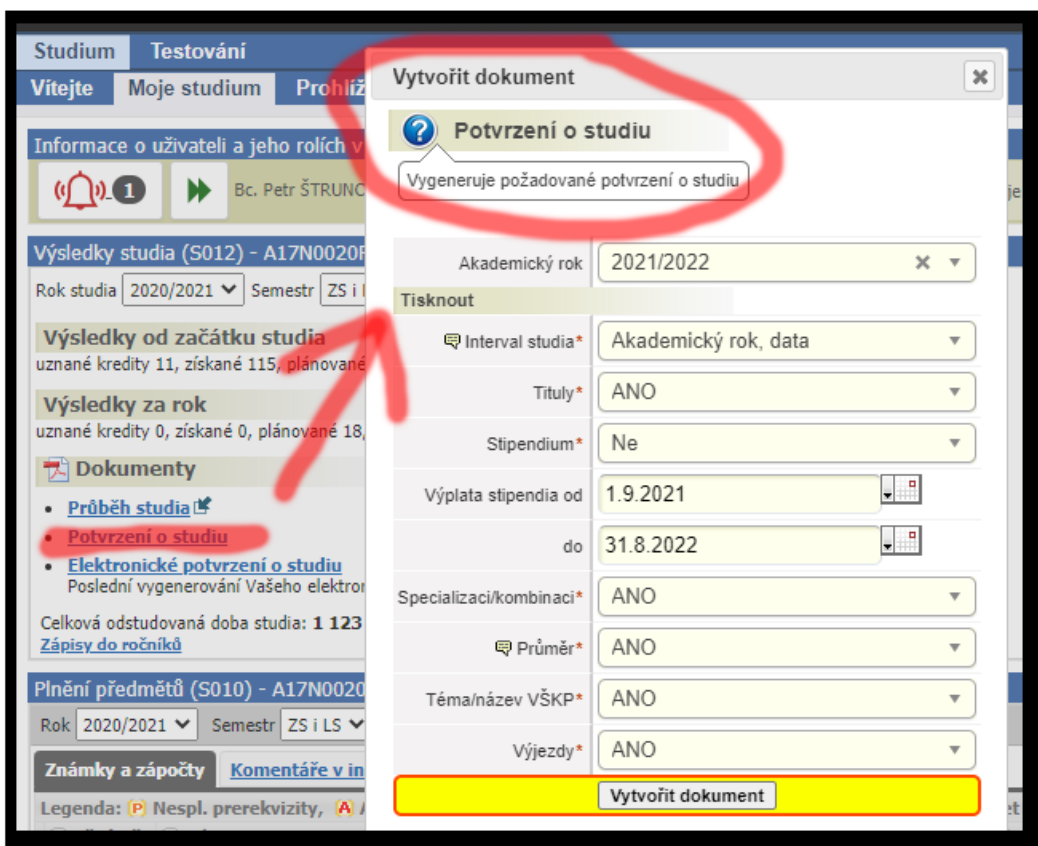 Studium Testování
Vítejte Moje studium
Informace o uživateli a jeho rolích v
1 Bc. Petr
Výsledky studia (S012) -
Rok studia 2020/2021 Semestr ZS i
Výsledky od začátku studia
uznané kredity 11, získané 115, plánované
Výsledky za rok
uznané kredity 0, získané 0, plánované 18,
Dokumenty
Průběh studia
Potvrzení o studiu
Elektronické potvrzení o studiu
Poslední vygenerování Vašeho
Celková odstudovaná doba studia: 1 123
Zápisy do ročníků
Plnění předmětů (S010) - A17N0020
Rok 2020/2021 Semestr ZS i LS
Známky a zápočty Komentáře v
Legenda: P Nespl. prerekvizity, A
Vytvořit dokument
? Potvrzení o studiu
Vygeneruje požadované potvrzení o studiu
Akademický rok 2021/2022
Tisknout
Interval studia* Akademický rok, data
Tituly* ANO
Stipendium* Ne
Výplata stipendia od 1.9.2021
do 31.8.2022
Specializaci/kombinaci* ANO
Průměr* ANO
Téma/název VŠKP* ANO
Výjezdy* ANO
Vytvořit dokument